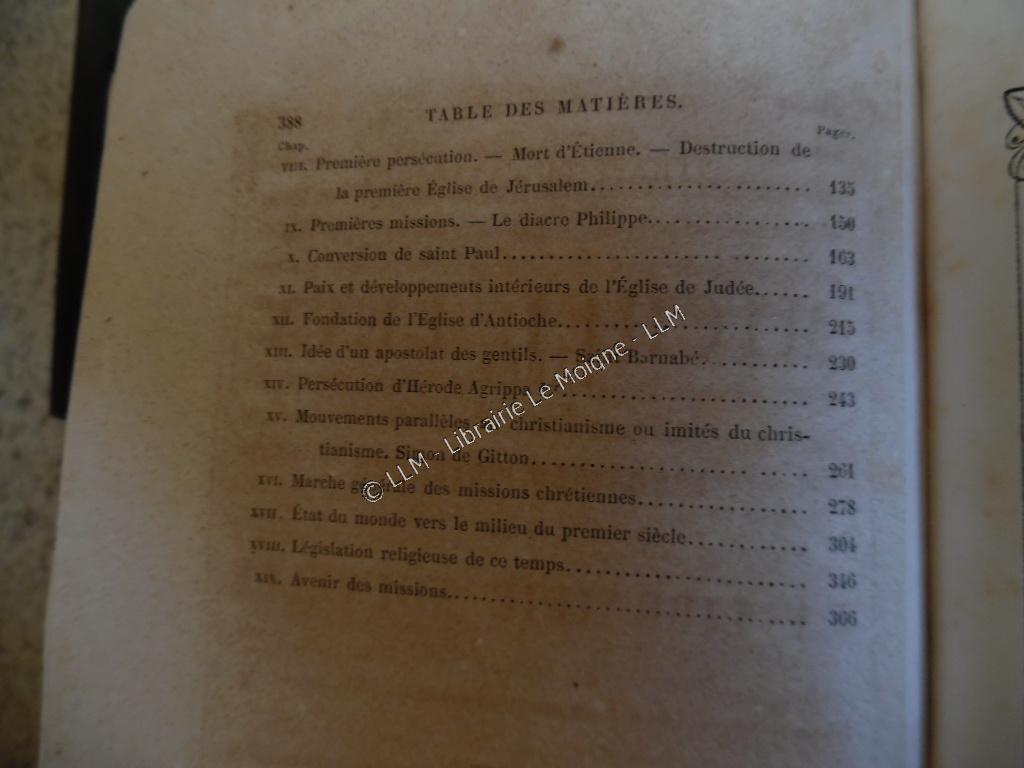 388 TABLE DES MATIÈRES.
Chap. Pages.
VIII. Première persécution. — Mort d'Étienne. — Destruction de
la première Église de Jérusalem. 135
IX. Premières missions. — Le diacre Philippe. 150
X. Conversion de saint Paul. 163
XI. Paix et développements intérieurs de l'Église de Judée. 191
XII. Fondation de l'Eglise d'Antioche. 215
XIII. Idée d'un apostolat des gentils. — Saint Barnabé. 230
XIV. Persécution d'Hérode Agrippa 243
XV. Mouvements parallèles au christianisme ou imités du chris-
tianisme. Simon de Gitton. 261
XVI. Marche générale des missions chrétiennes. 278
XVII. État du monde vers le milieu du premier siècle. 304
XVIII. Législation religieuse de ce temps. 346
XIX. Avenir des missions. 366
© LLM - Librairie Le Moigne - LLM